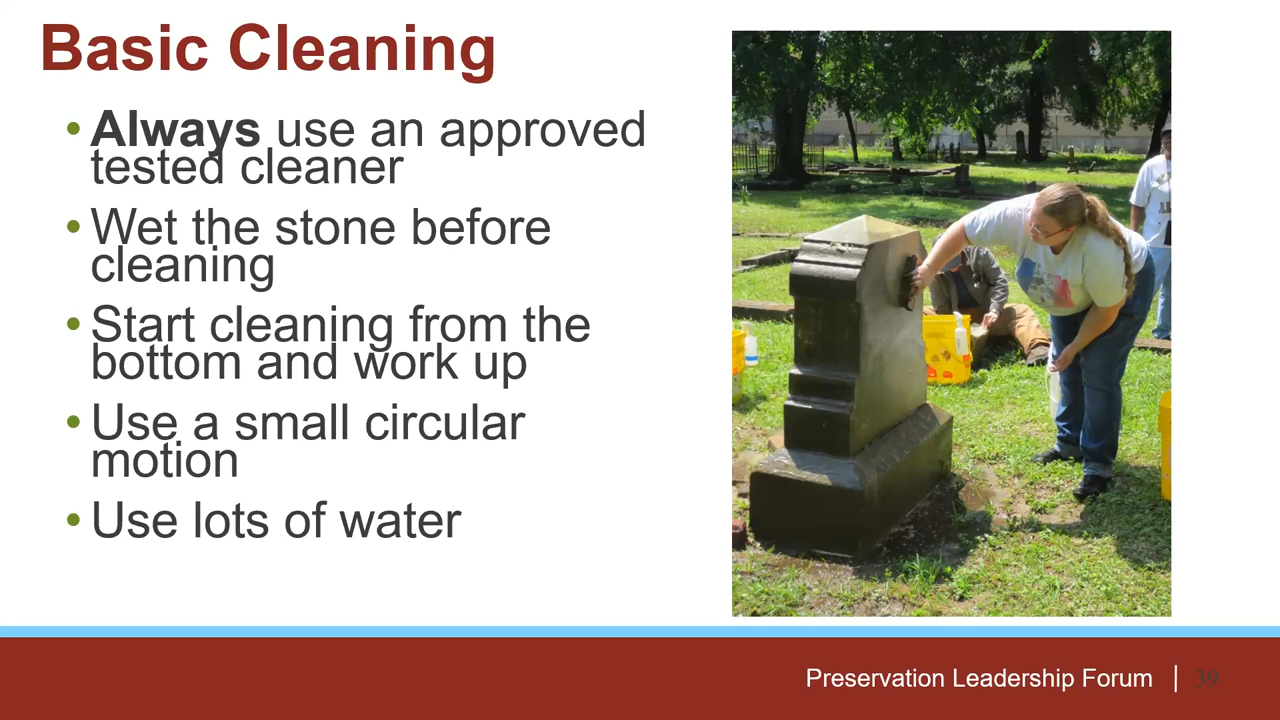 Basic Cleaning
• Always use an approved
tested cleaner
• Wet the stone before
cleaning
• Start cleaning from the
bottom and work up
• Use a small circular
motion
• Use lots of water
Preservation Leadership Forum | 39